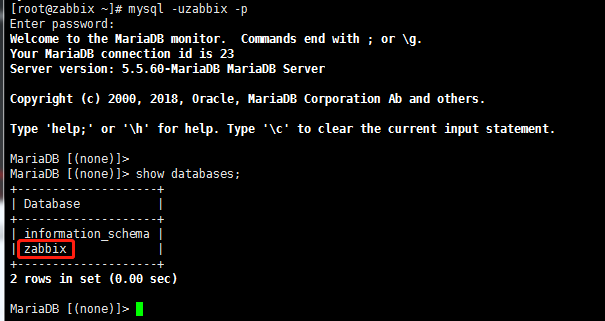 [root@zabbix ~]# mysql -uzabbix -p
Enter password:
Welcome to the MariaDB monitor.  Commands end with ; or \g.
Your MariaDB connection id is 23
Server version: 5.5.60-MariaDB MariaDB Server

Copyright (c) 2000, 2018, Oracle, MariaDB Corporation Ab and others.

Type 'help;' or '\h' for help. Type '\c' to clear the current input statement.

MariaDB [(none)]>
MariaDB [(none)]> show databases;
+--------------------+
| Database           |
+--------------------+
| information_schema |
| zabbix             |
+--------------------+
2 rows in set (0.00 sec)

MariaDB [(none)]>